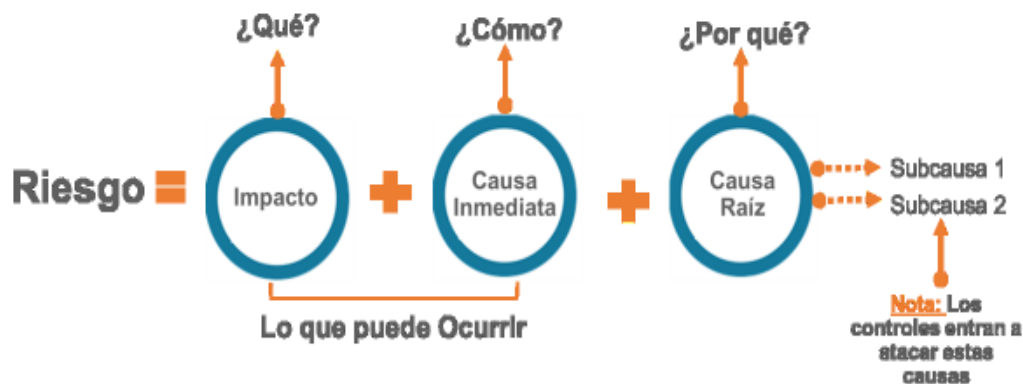 ¿Qué?
¿Cómo?
¿Por qué?
Riesgo =
Impacto
+
Causa
Inmediata
+
Causa
Raíz
Subcausa 1
Subcausa 2
Lo que puede Ocurrir
Nota: Los
controles entran a
atacar estas
causas